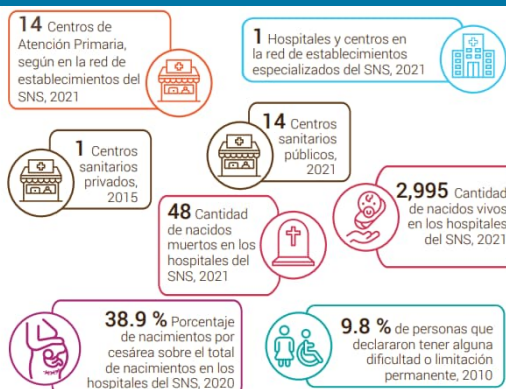 14 Centros de
Atención Primaria,
según en la red de
establecimientos del
SNS, 2021
1 Hospitales y centros en
la red de establecimientos
especializados del SNS, 2021
1 Centros
sanitarios
privados,
2015
14 Centros
sanitarios
públicos,
2021
48 Cantidad
de nacidos
muertos en los
hospitales del
SNS, 2021
2,995 Cantidad
de nacidos vivos
en los hospitales
del SNS, 2021
38.9 % Porcentaje
de nacimientos por
cesárea sobre el total
de nacimientos en los
hospitales del SNS, 2020
9.8 % de personas que
declararon tener alguna
dificultad o limitación
permanente, 2010